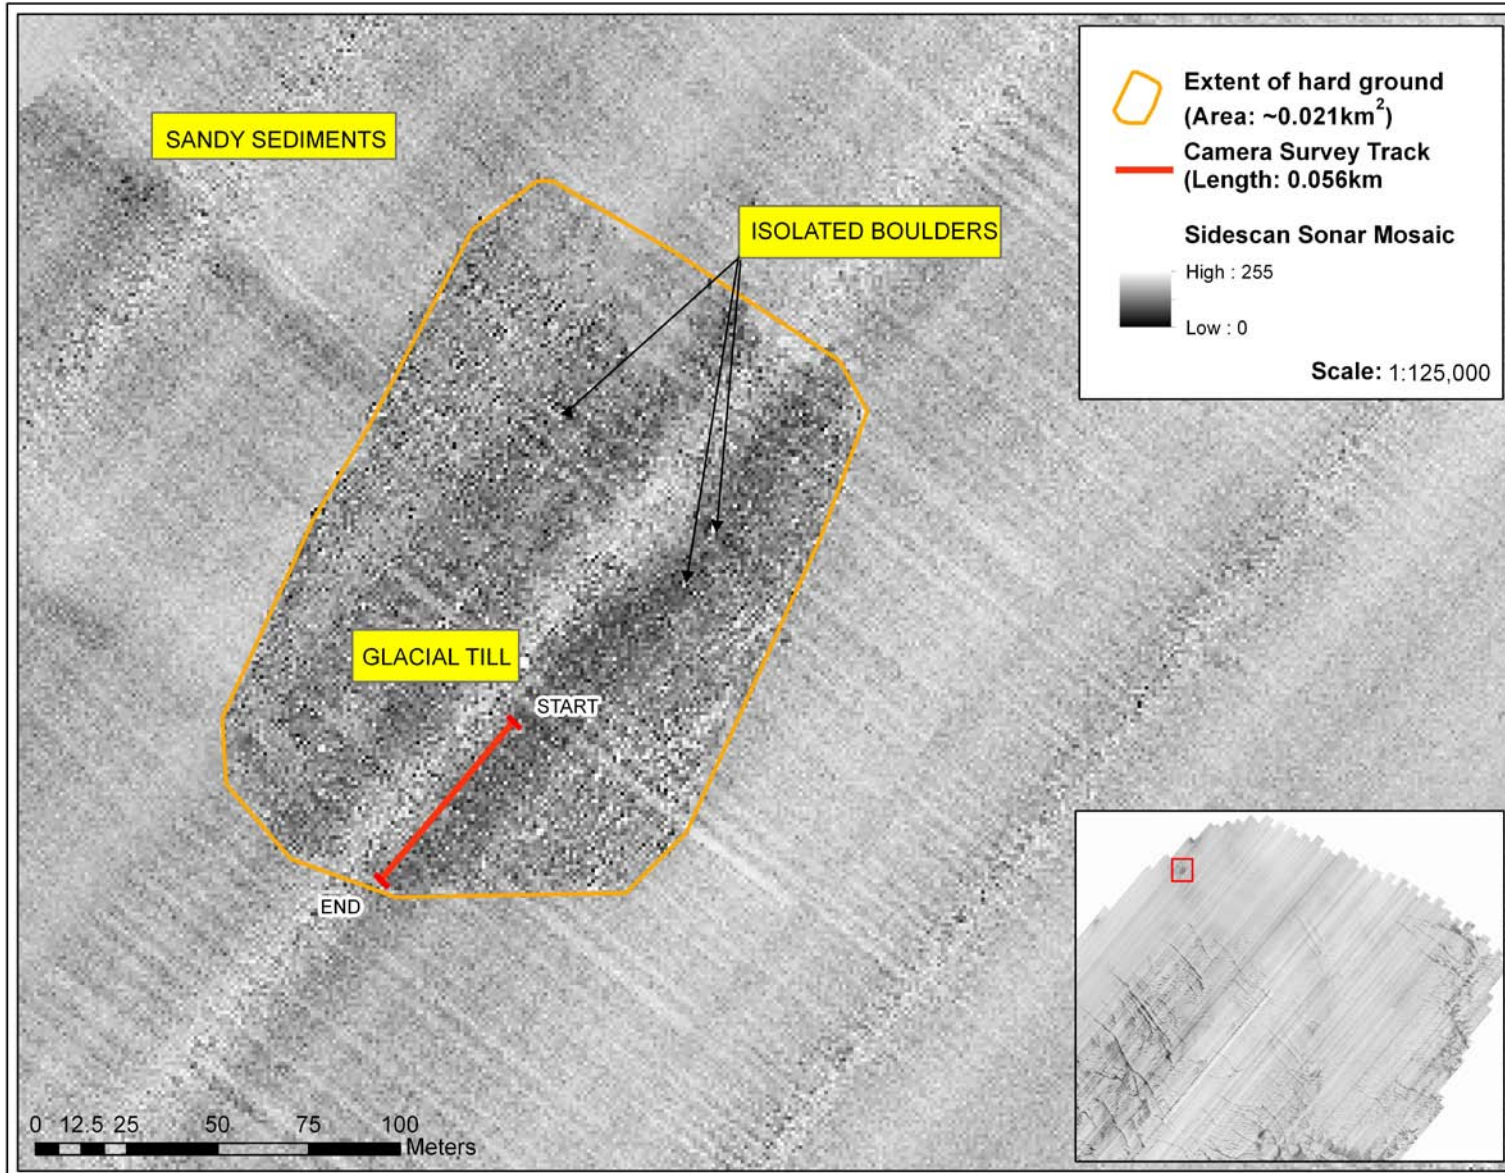 SANDY SEDIMENTS
ISOLATED BOULDERS
GLACIAL TILL
START
END
0 12.5 25 50 75 100
Meters
Extent of hard ground
(Area: ~0.021km²)
Camera Survey Track
(Length: 0.056km
Sidescan Sonar Mosaic
High : 255
Low : 0
Scale: 1:125,000